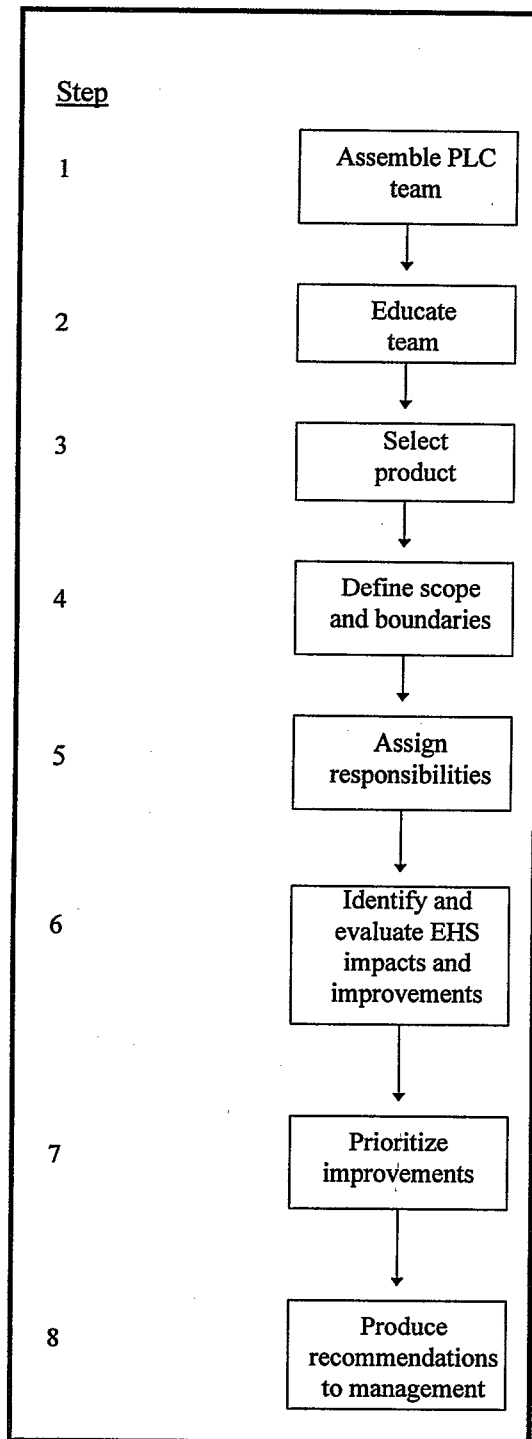 Step
1
Assemble PLC
team
2
Educate
team
3
Select
product
4
Define scope
and boundaries
5
Assign
responsibilities
6
Identify and
evaluate EHS
impacts and
improvements
7
Prioritize
improvements
8
Produce
recommendations
to management